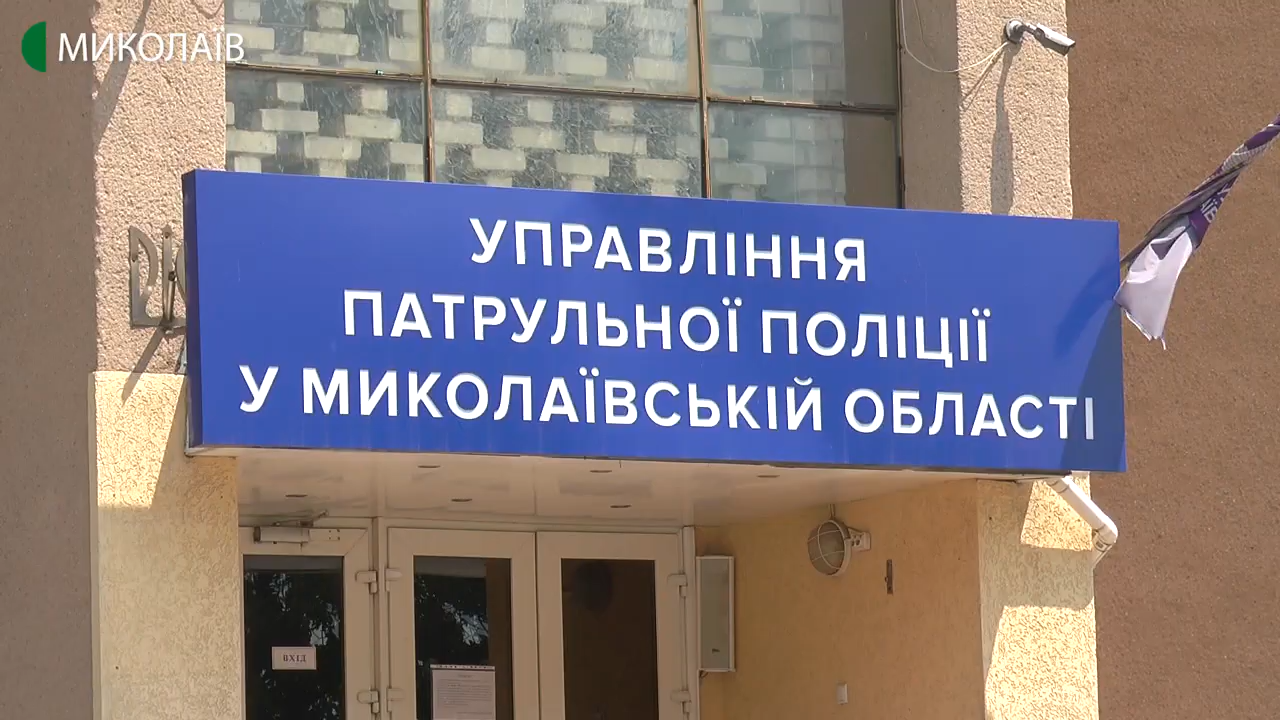 МИКОЛАЇВ
УПРАВЛІННЯ
ПАТРУЛЬНОЇ ПОЛІЦІЇ
У МИКОЛАЇВСЬКІЙ ОБЛАСТІ
ВХІД